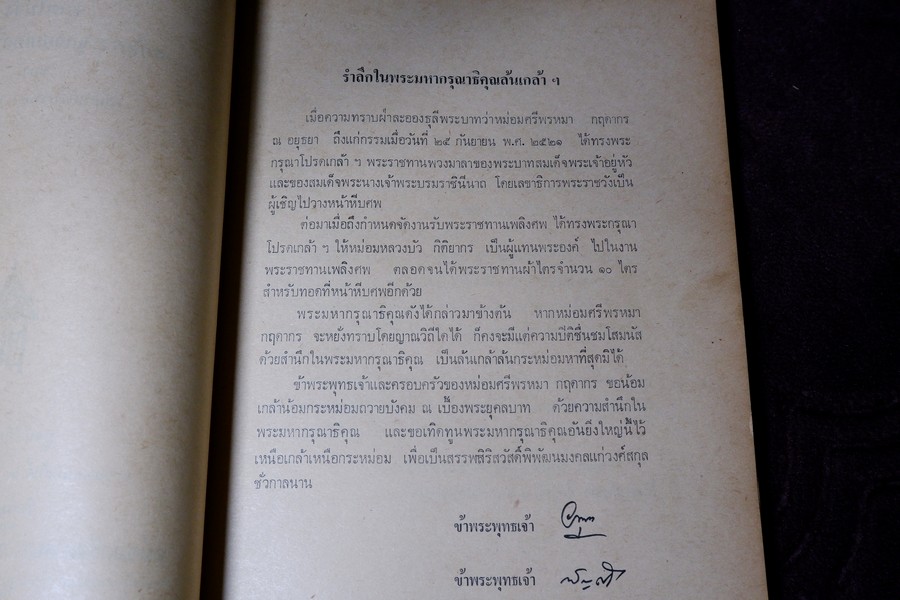 รำลึกในพระมหากรุณาธิคุณล้นเกล้า ฯ
เมื่อความทราบฝ่าละอองธุลีพระบาทว่าหม่อมศรีพรหมา กฤดากร
ณ อยุธยา ถึงแก่กรรมเมื่อวันที่ ๒๕ กันยายน พ.ศ. ๒๕๒๑ ได้ทรงพระ
กรุณาโปรดเกล้า ฯ พระราชทานพวงมาลาของพระบาทสมเด็จพระเจ้าอยู่หัว
และของสมเด็จพระนางเจ้าพระบรมราชินีนาถ โดยเลขาธิการพระราชวังเป็น
ผู้เชิญไปวางหน้าหีบศพ
ต่อมาเมื่อถึงกำหนดจัดงานรับพระราชทานเพลิงศพ ได้ทรงพระกรุณา
โปรดเกล้า ฯ ให้หม่อมหลวงบัว กิติยากร เป็นผู้แทนพระองค์ ไปในงาน
พระราชทานเพลิงศพ ตลอดจนได้พระราชทานผ้าไตรจำนวน ๑๐ ไตร
สำหรับทอดที่หน้าหีบศพอีกด้วย
พระมหากรุณาธิคุณดังได้กล่าวมาข้างต้น หากหม่อมศรีพรหมา
กฤดากร จะหยั่งทราบโดยญาณวิถีใดได้ ก็คงจะมีแต่ความปีติชื่นชมโสมนัส
ด้วยสำนึกในพระมหากรุณาธิคุณ เป็นล้นเกล้าล้นกระหม่อมหาที่สุดมิได้
ข้าพระพุทธเจ้าและครอบครัวของหม่อมศรีพรหมา กฤดากร ขอน้อม
เกล้าน้อมกระหม่อมถวายบังคม ณ เบื้องพระยุคลบาท ด้วยความสำนึกใน
พระมหากรุณาธิคุณ และขอเทิดทูนพระมหากรุณาธิคุณอันยิ่งใหญ่นี้ไว้
เหนือเกล้าเหนือกระหม่อม เพื่อเป็นสรรพสิริสวัสดิ์พิพัฒนมงคลแก่วงศ์สกุล
ชั่วกาลนาน
ข้าพระพุทธเจ้า
ข้าพระพุทธเจ้า